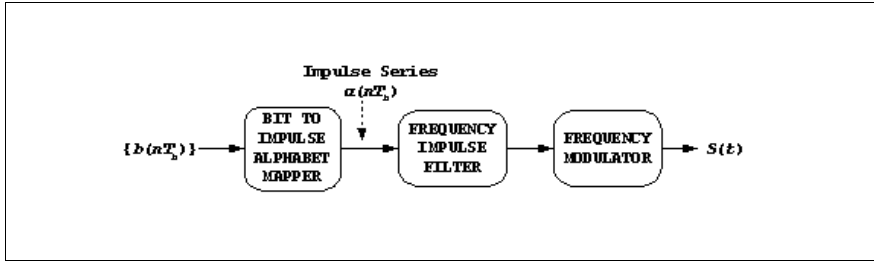 Impulse Series
α(nT_b)
{b(nT_b)}
BIT TO
IMPULSE
ALPHABET
MAPPER
FREQUENCY
IMPULSE
FILTER
FREQUENCY
MODULATOR
S(t)